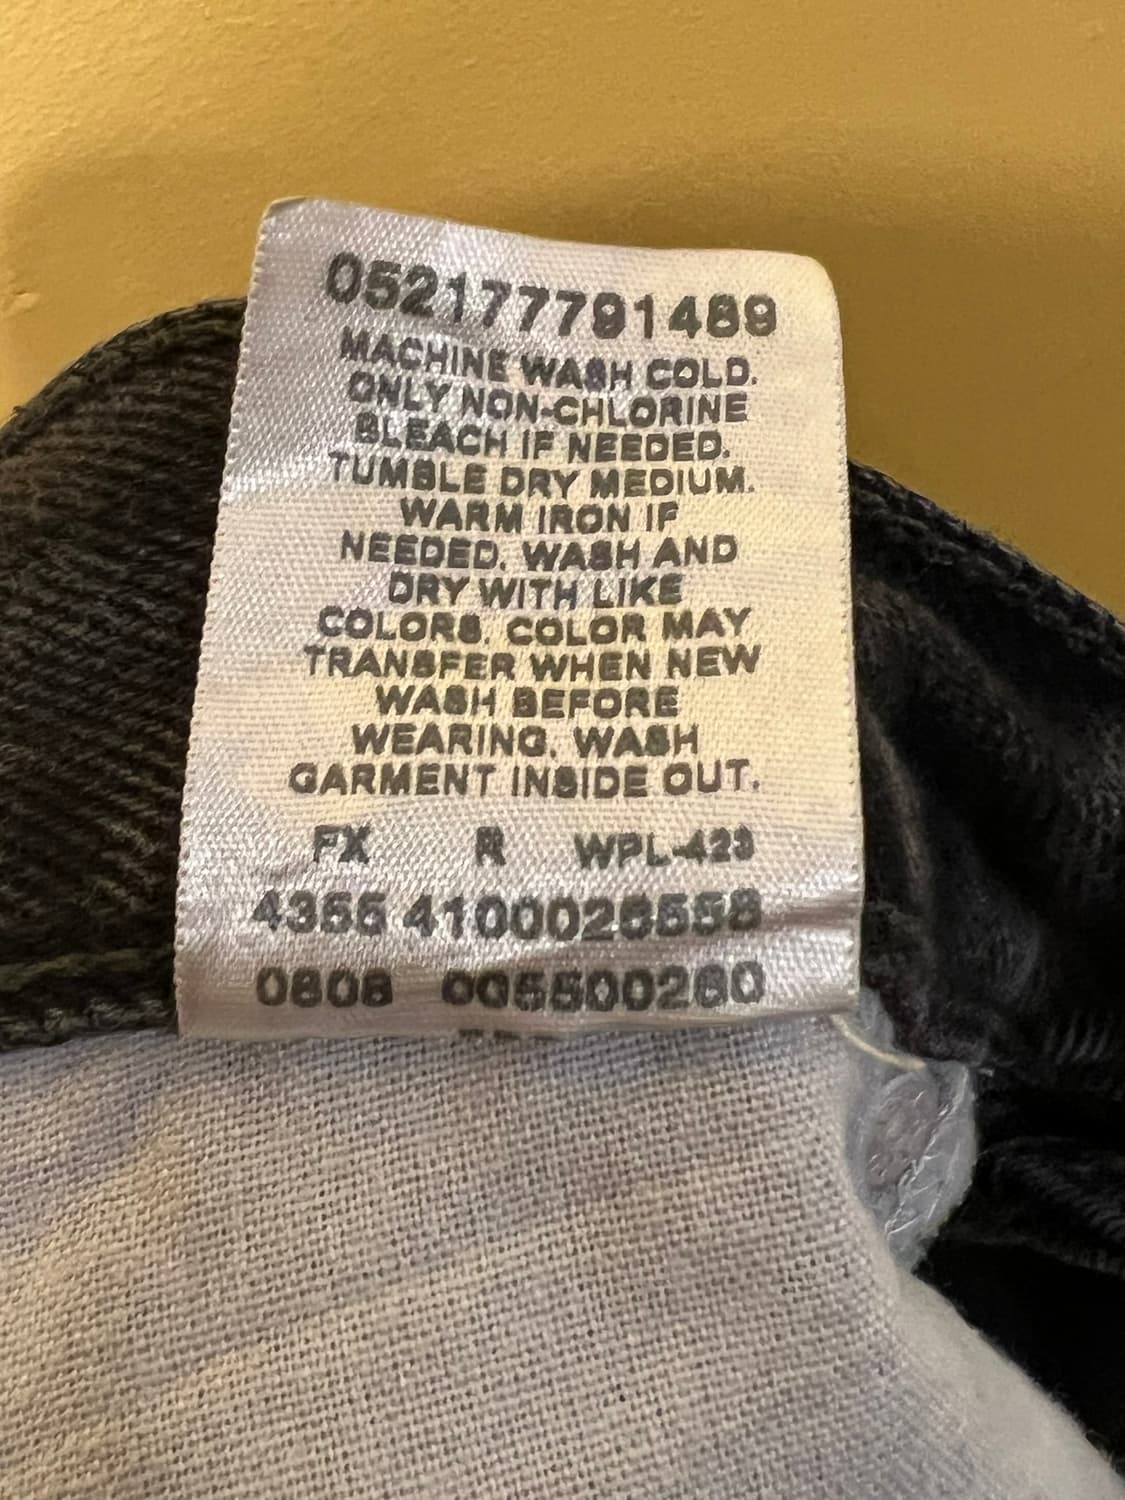 052177791489
MACHINE WASH COLD.
ONLY NON-CHLORINE
BLEACH IF NEEDED.
TUMBLE DRY MEDIUM.
WARM IRON IF
NEEDED. WASH AND
DRY WITH LIKE
COLORS. COLOR MAY
TRANSFER WHEN NEW
WASH BEFORE
WEARING. WASH
GARMENT INSIDE OUT.
FX R WPL-423
4355 4100026558
0808 005500260